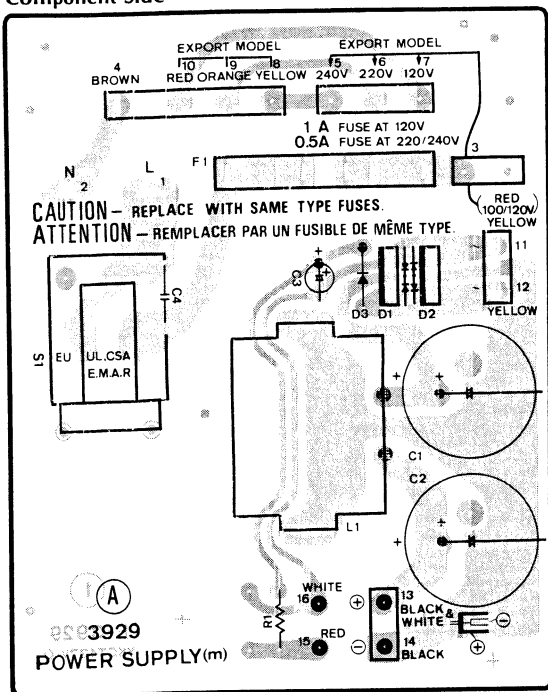 Component Side
EXPORT MODEL
EXPORT MODEL
4
10 9 8
5 6 7
BROWN
RED ORANGE YELLOW
240V 220V 120V
1 A FUSE AT 120V
0.5A FUSE AT 220/240V
F1
3
N
2
L
1
CAUTION – REPLACE WITH SAME TYPE FUSES.
ATTENTION – REMPLACER PAR UN FUSIBLE DE MÊME TYPE.
(RED
100/120V)
YELLOW
11
12
YELLOW
C3
D3
D1
D2
C4
S1
EU
UL.CSA
E.M.A.R
+
+
C1
C2
+
+
L1
WHITE
16
R1
15
RED
+
13
BLACK &
WHITE
14
BLACK
–
–
+
A
3929
POWER SUPPLY(m)